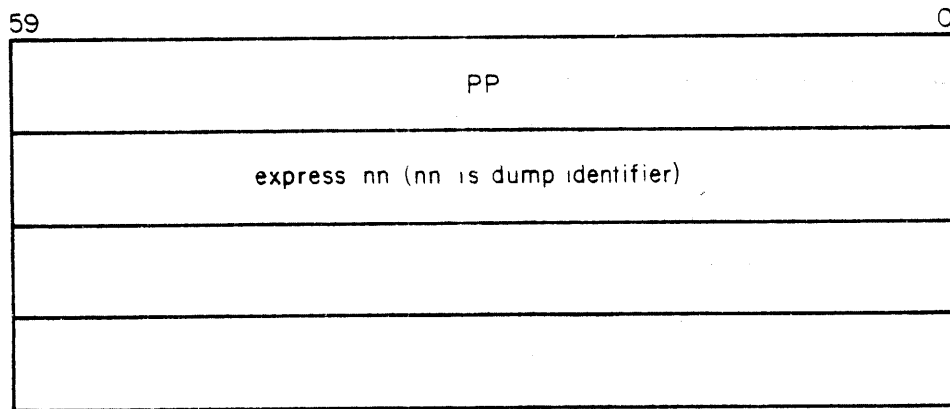 59 0
PP
express nn (nn is dump identifier)